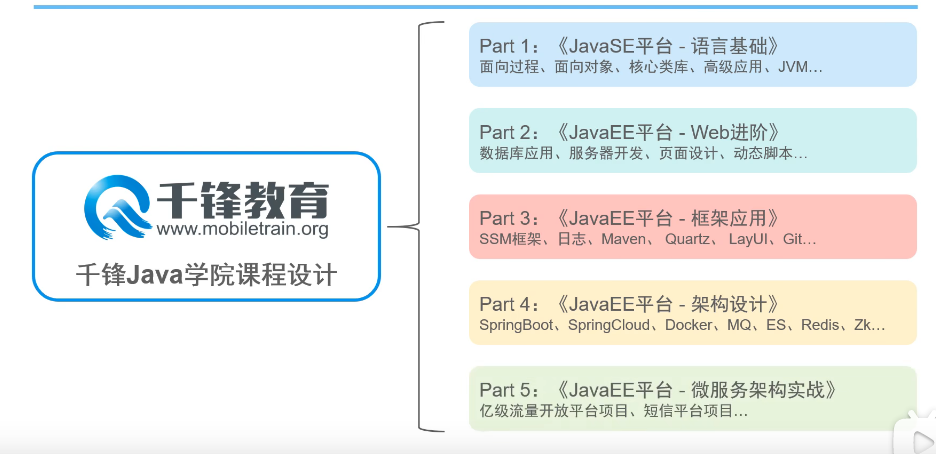 千锋教育
www.mobiletrain.org
千锋Java学院课程设计
Part 1：《JavaSE平台 - 语言基础》
面向过程、面向对象、核心类库、高级应用、JVM…
Part 2：《JavaEE平台 - Web进阶》
数据库应用、服务器开发、页面设计、动态脚本…
Part 3：《JavaEE平台 - 框架应用》
SSM框架、日志、Maven、 Quartz、 LayUI、Git…
Part 4：《JavaEE平台 - 架构设计》
SpringBoot、SpringCloud、Docker、MQ、ES、Redis、Zk…
Part 5：《JavaEE平台 - 微服务架构实战》
亿级流量开放平台项目、短信平台项目…